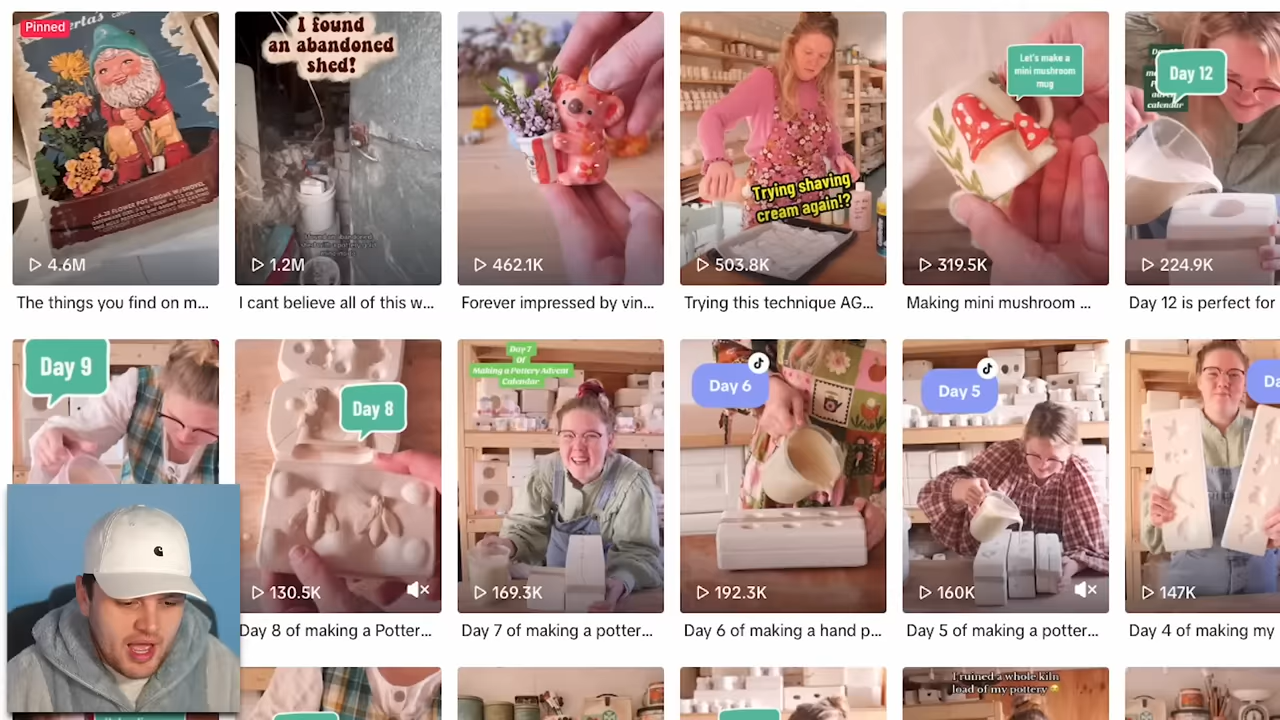 Pinned
4.6M
The things you find on m...
I found
an abandoned
shed!
1.2M
I cant believe all of this w...
462.1K
Forever impressed by vin...
Trying shaving
cream again!?
503.8K
Trying this technique AG...
Let's make a
mini mushroom
mug
319.5K
Making mini mushroom ...
Day 12
calendar
224.9K
Day 12 is perfect for
Day 9
Day 8
130.5K
Day 8 of making a Potter...
Day 7
Of
Making a Pottery Advent
Calendar
169.3K
Day 7 of making a potter...
Day 6
192.3K
Day 6 of making a hand p...
Day 5
160K
Day 5 of making a potter...
147K
Day 4 of making my
I ruined a whole kiln
load of my pottery